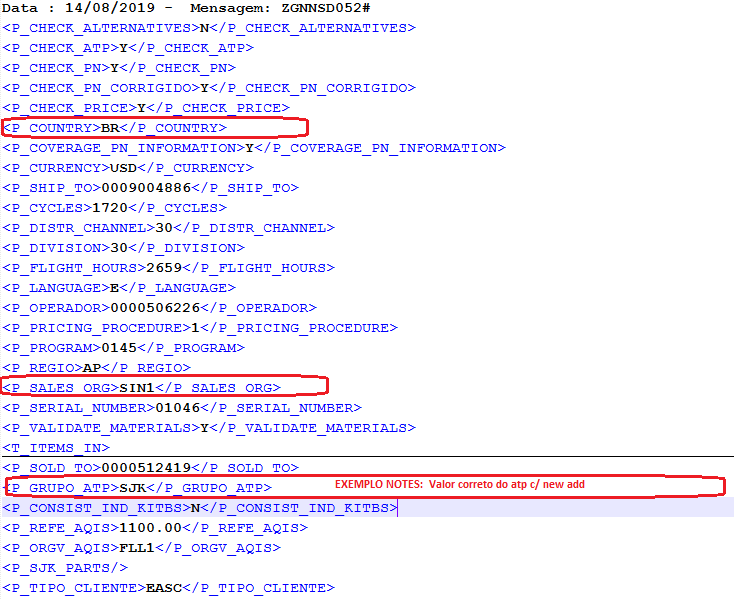 Data : 14/08/2019 -  Mensagem: ZGNNSD052#
<P_CHECK_ALTERNATIVES>N</P_CHECK_ALTERNATIVES>
<P_CHECK_ATP>Y</P_CHECK_ATP>
<P_CHECK_PN>Y</P_CHECK_PN>
<P_CHECK_PN_CORRIGIDO>Y</P_CHECK_PN_CORRIGIDO>
<P_CHECK_PRICE>Y</P_CHECK_PRICE>
<P_COUNTRY>BR</P_COUNTRY>
<P_COVERAGE_PN_INFORMATION>Y</P_COVERAGE_PN_INFORMATION>
<P_CURRENCY>USD</P_CURRENCY>
<P_SHIP_TO>0009004886</P_SHIP_TO>
<P_CYCLES>1720</P_CYCLES>
<P_DISTR_CHANNEL>30</P_DISTR_CHANNEL>
<P_DIVISION>30</P_DIVISION>
<P_FLIGHT_HOURS>2659</P_FLIGHT_HOURS>
<P_LANGUAGE>E</P_LANGUAGE>
<P_OPERADOR>0000506226</P_OPERADOR>
<P_PRICING_PROCEDURE>1</P_PRICING_PROCEDURE>
<P_PROGRAM>0145</P_PROGRAM>
<P_REGIO>AP</P_REGIO>
<P_SALES_ORG>SIN1</P_SALES_ORG>
<P_SERIAL_NUMBER>01046</P_SERIAL_NUMBER>
<P_VALIDATE_MATERIALS>Y</P_VALIDATE_MATERIALS>
<T_ITEMS_IN>
<P_SOLD_TO>0000512419</P_SOLD_TO>
<P_GRUPO_ATP>SJK</P_GRUPO_ATP> EXEMPLO NOTES:  Valor correto do atp c/ new add
<P_CONSIST_IND_KITBS>N</P_CONSIST_IND_KITBS>
<P_REFE_AQIS>1100.00</P_REFE_AQIS>
<P_ORGV_AQIS>FLL1</P_ORGV_AQIS>
<P_SJK_PARTS/>
<P_TIPO_CLIENTE>EASC</P_TIPO_CLIENTE>